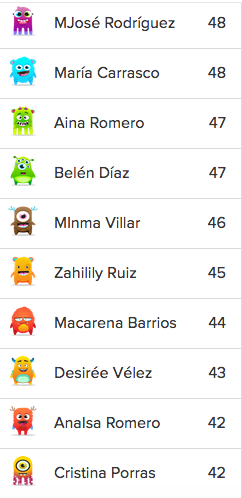 MJosé Rodríguez 48
María Carrasco 48
Aina Romero 47
Belén Díaz 47
MInma Villar 46
Zahilily Ruiz 45
Macarena Barrios 44
Desirée Vélez 43
Analsa Romero 42
Cristina Porras 42